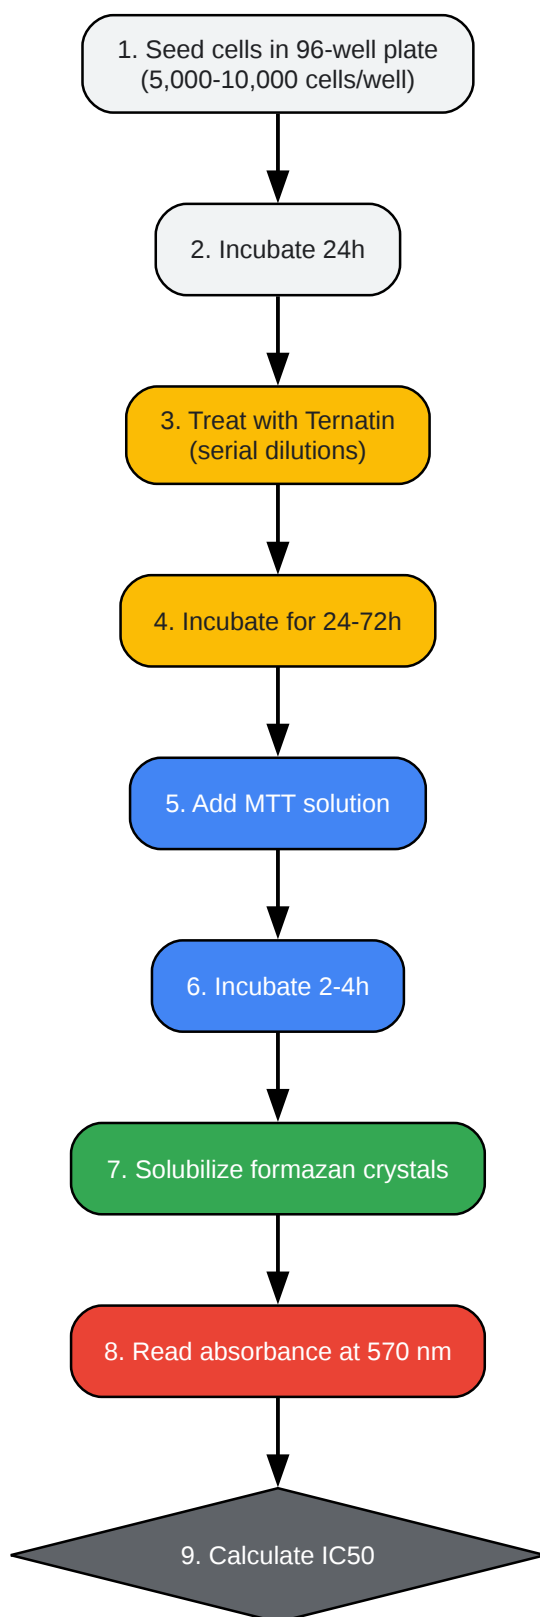 1. Seed cells in 96-well plate
(5,000-10,000 cells/well)
2. Incubate 24h
3. Treat with Ternatin
(serial dilutions)
4. Incubate for 24-72h
5. Add MTT solution
6. Incubate 2-4h
7. Solubilize formazan crystals
8. Read absorbance at 570 nm
9. Calculate IC50